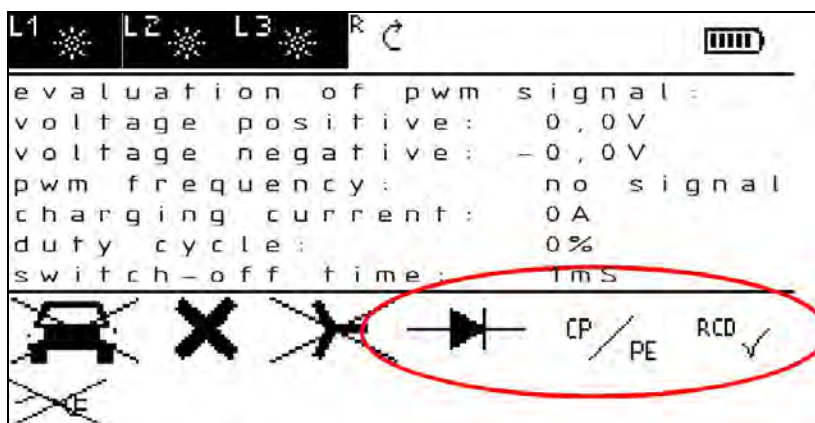 L1 L2 L3 R
evaluation of pwm signal:
voltage positive: 0,0V
voltage negative: -0,0V
pwm frequency: no signal
charging current: 0A
duty cycle: 0%
switch-off time: 1mS
CP/PE RCD
E